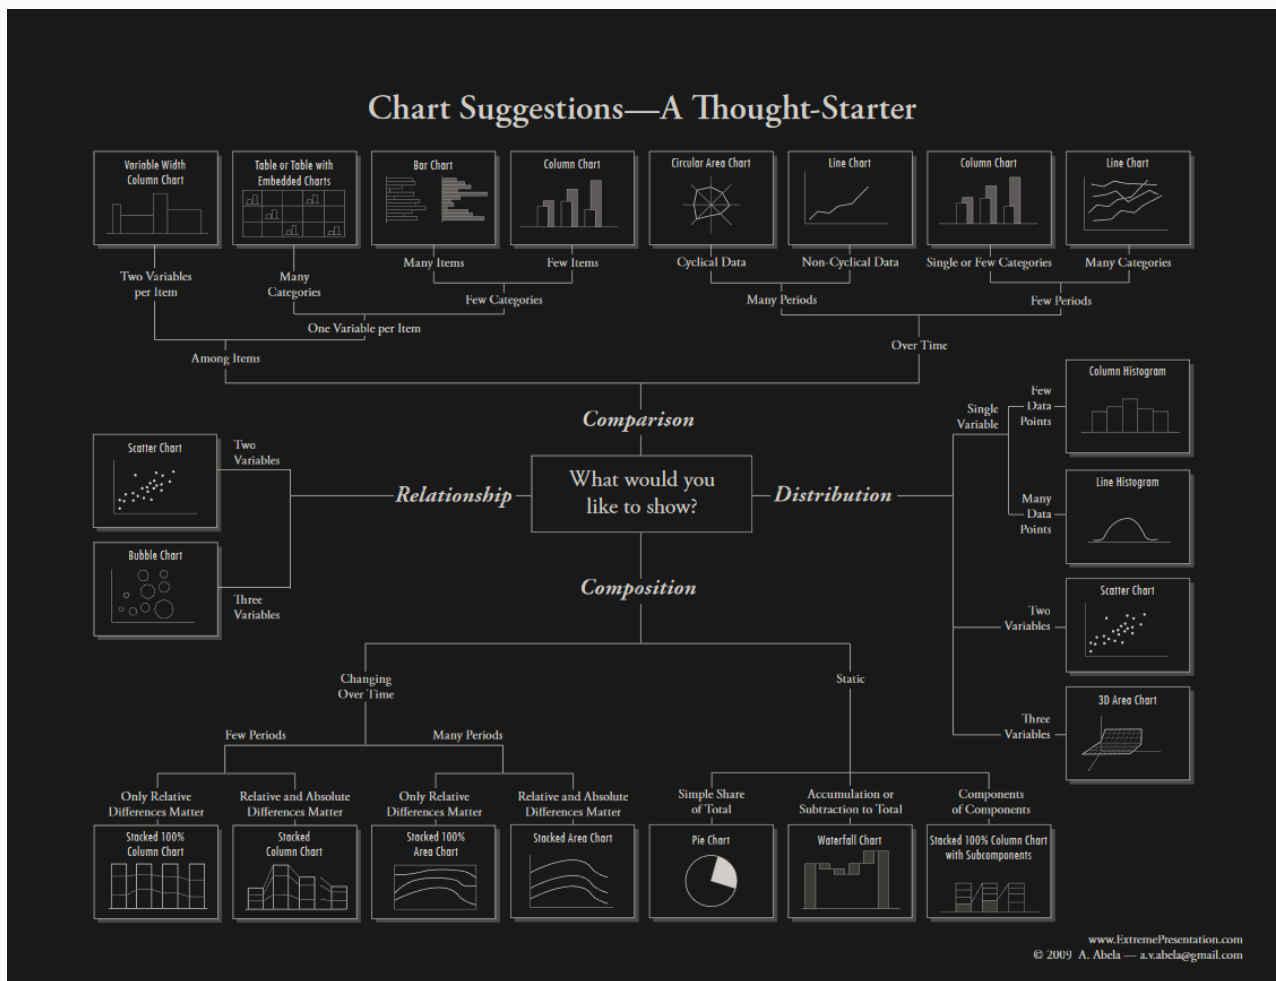 Chart Suggestions—A Thought-Starter
Variable Width
Column Chart
Table or Table with
Embedded Charts
Bar Chart
Column Chart
Circular Area Chart
Line Chart
Column Chart
Line Chart
Two Variables
per Item
Many
Categories
Many Items
Few Items
Cyclical Data
Non-Cyclical Data
Single or Few Categories
Many Categories
Few Categories
Many Periods
Few Periods
One Variable per Item
Among Items
Over Time
Comparison
What would you
like to show?
Relationship
Distribution
Composition
Scatter Chart
Two
Variables
Bubble Chart
Three
Variables
Single
Variable
Few
Data
Points
Column Histogram
Many
Data
Points
Line Histogram
Two
Variables
Scatter Chart
Three
Variables
3D Area Chart
Changing
Over Time
Static
Few Periods
Many Periods
Only Relative
Differences Matter
Relative and Absolute
Differences Matter
Only Relative
Differences Matter
Relative and Absolute
Differences Matter
Simple Share
of Total
Accumulation or
Subtraction to Total
Components
of Components
Stacked 100%
Column Chart
Stacked
Column Chart
Stacked 100%
Area Chart
Stacked Area Chart
Pie Chart
Waterfall Chart
Stacked 100% Column Chart
with Subcomponents
www.ExtremePresentation.com
© 2009 A. Abela — a.v.abela@gmail.com